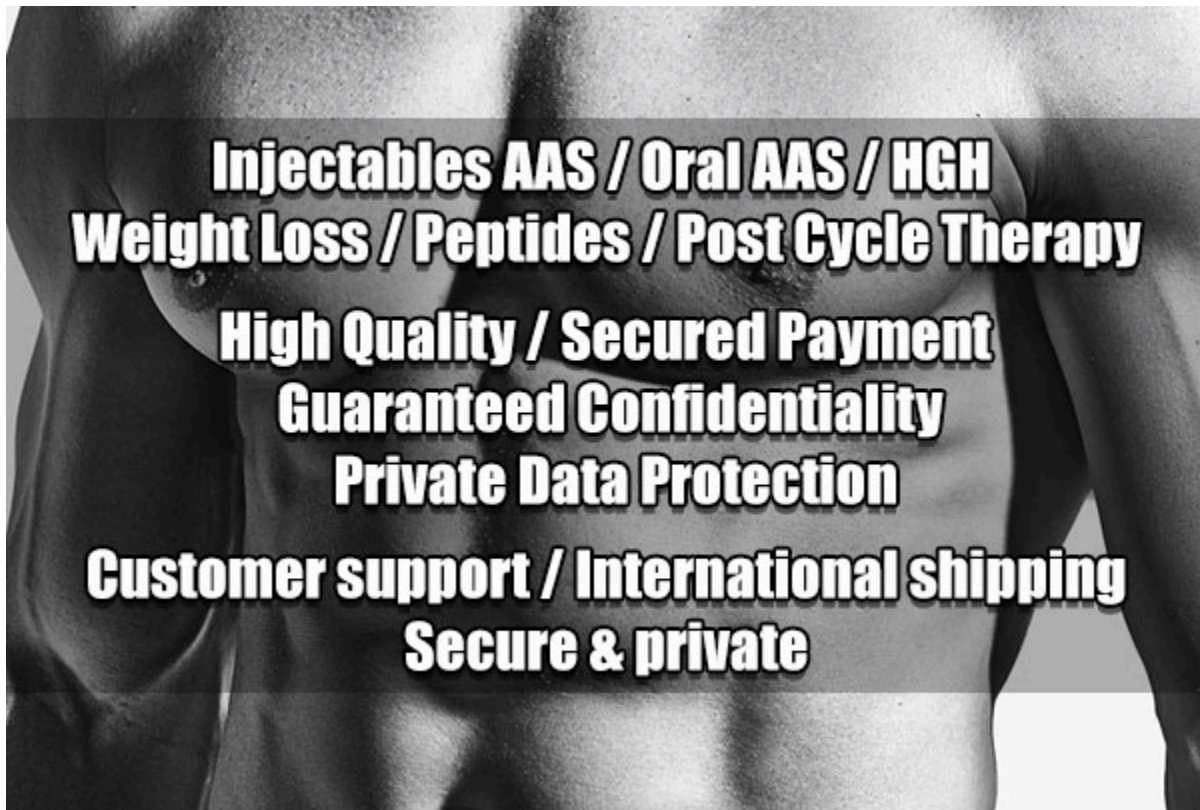 Injectables AAS / Oral AAS / HGH
Weight Loss / Peptides / Post Cycle Therapy
High Quality / Secured Payment
Guaranteed Confidentiality
Private Data Protection
Customer support / International shipping
Secure & private